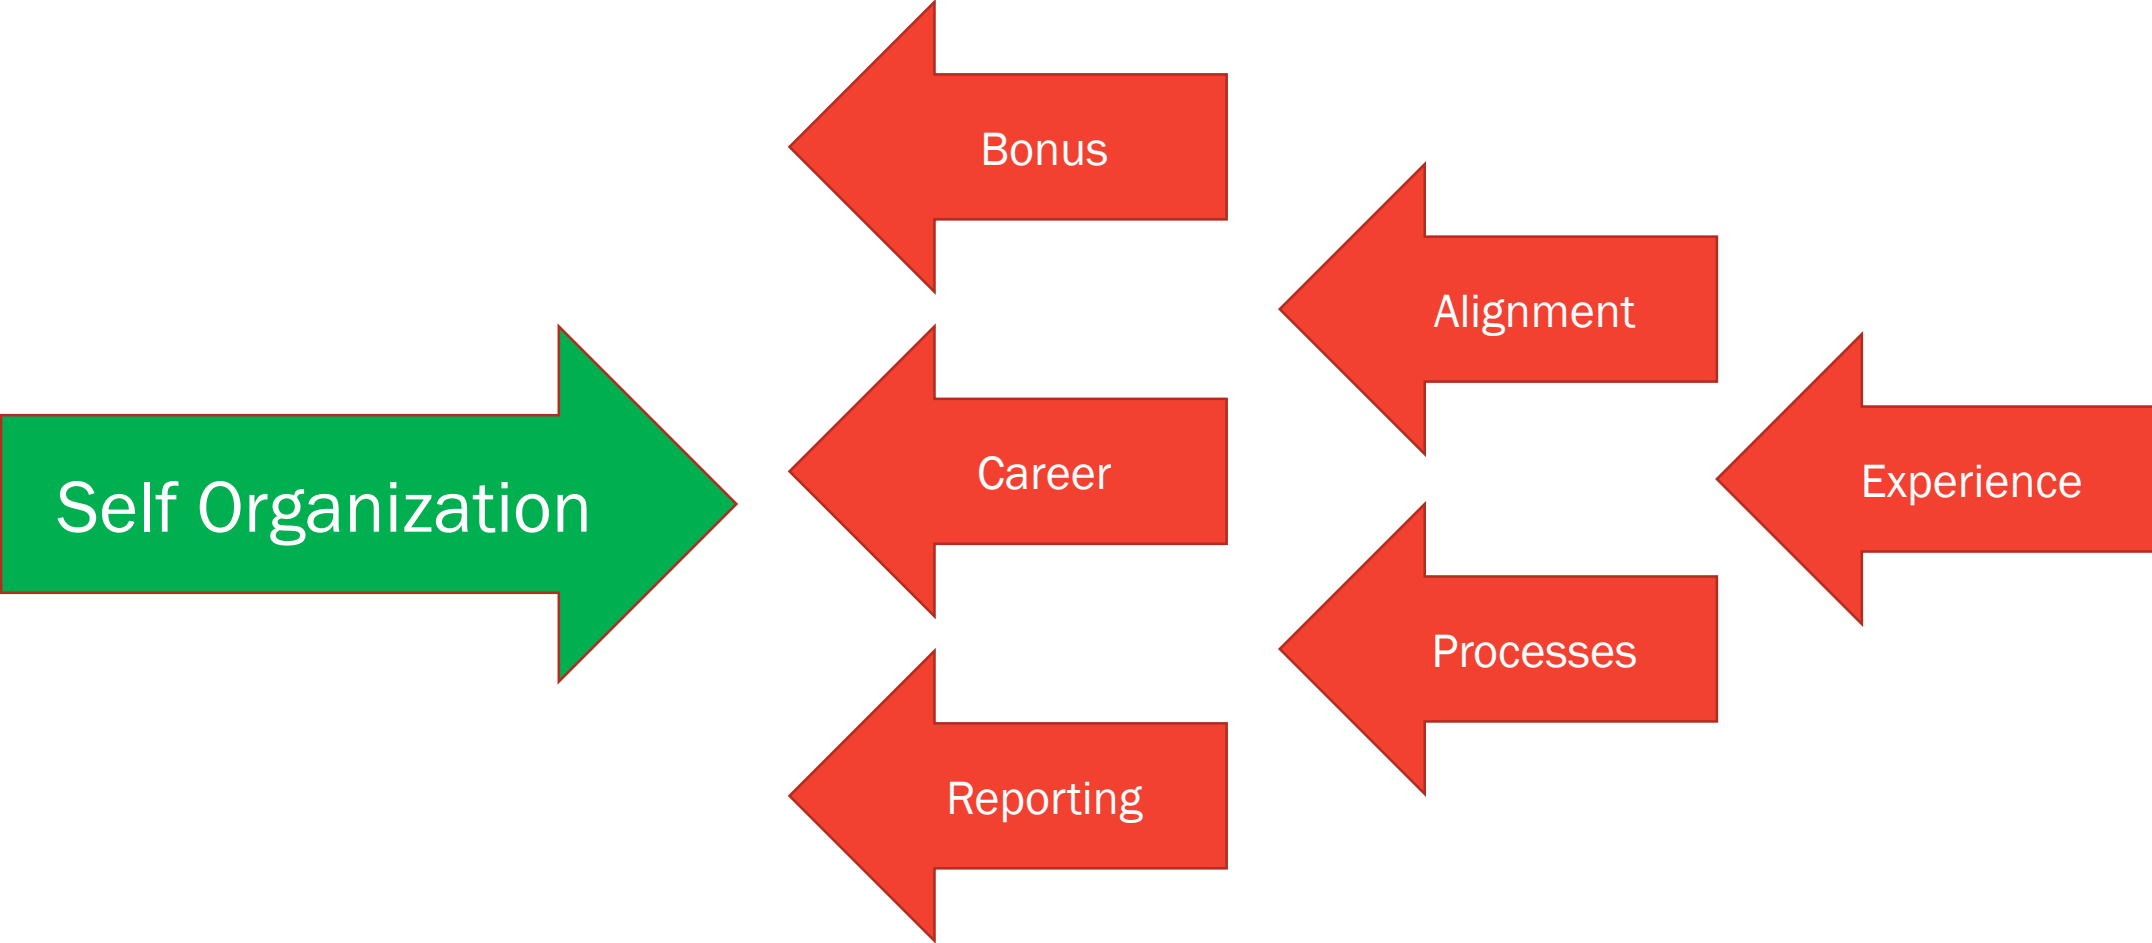 Self Organization
Bonus
Career
Reporting
Alignment
Processes
Experience